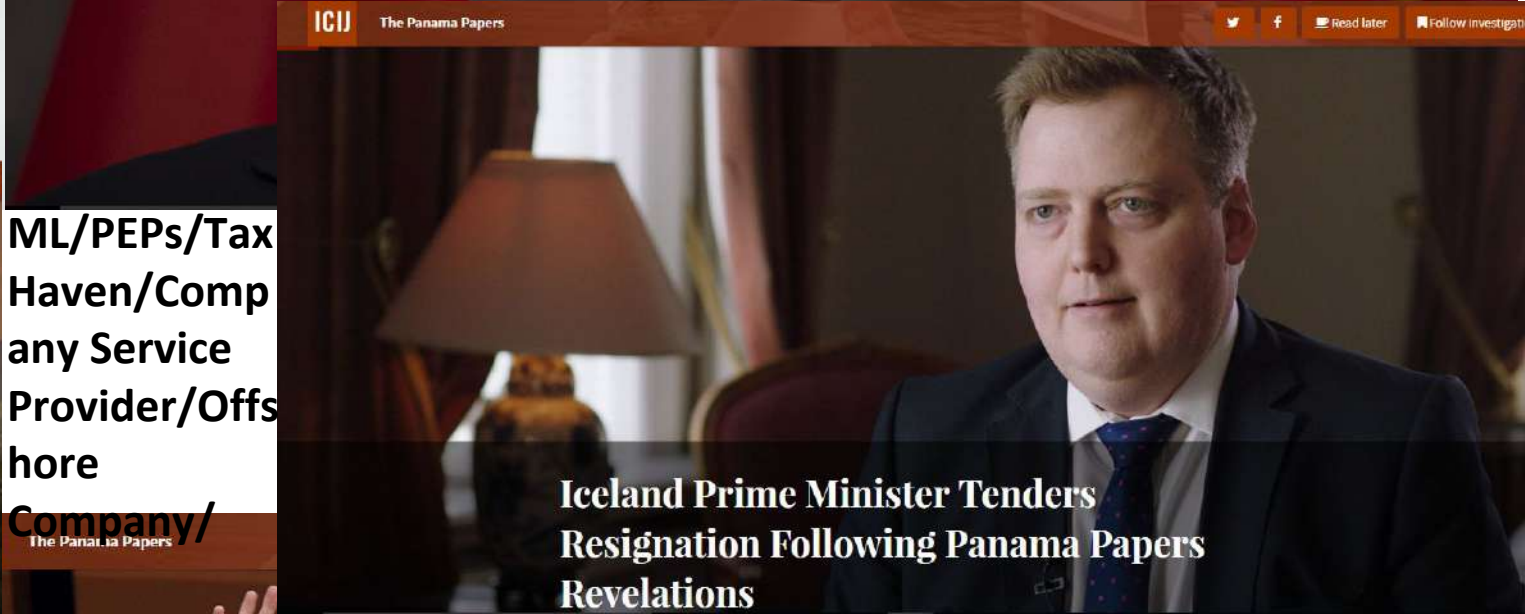 ICIJ The Panama Papers
Read later Follow investigati
ML/PEPs/Tax
Haven/Comp
any Service
Provider/Offs
hore
Company/
The Panama Papers
Iceland Prime Minister Tenders
Resignation Following Panama Papers
Revelations